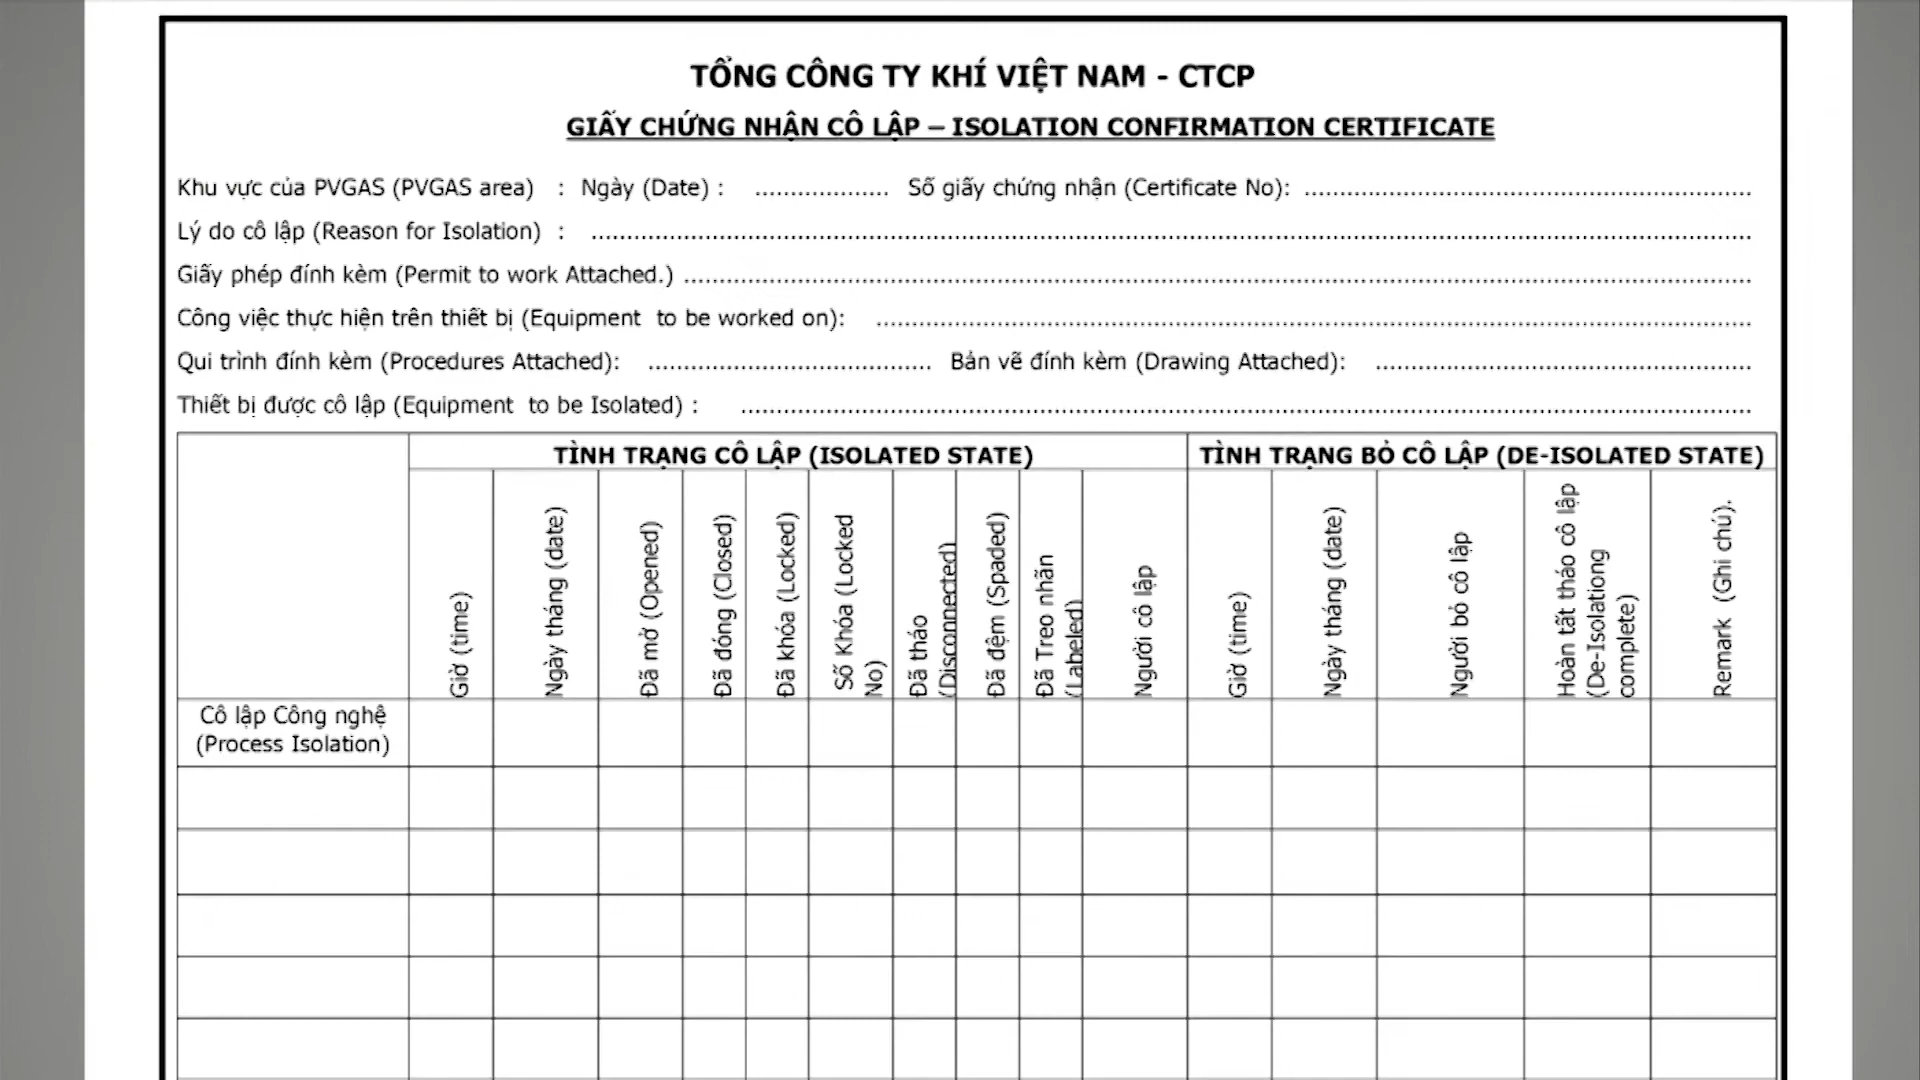 TỔNG CÔNG TY KHÍ VIỆT NAM - CTCP
GIẤY CHỨNG NHẬN CÔ LẬP – ISOLATION CONFIRMATION CERTIFICATE
Khu vực của PVGAS (PVGAS area) : Ngày (Date) : ................... Số giấy chứng nhận (Certificate No): ...............................................................
Lý do cô lập (Reason for Isolation) : ...................................................................................................................................
Giấy phép đính kèm (Permit to work Attached.) ......................................................................................................................
Công việc thực hiện trên thiết bị (Equipment to be worked on): ...........................................................................................
Qui trình đính kèm (Procedures Attached): ........................................ Bản vẽ đính kèm (Drawing Attached): .....................................................
Thiết bị được cô lập (Equipment to be Isolated) : ..............................................................................................................
TÌNH TRẠNG CÔ LẬP (ISOLATED STATE)
TÌNH TRẠNG BỎ CÔ LẬP (DE-ISOLATED STATE)
Giờ (time)
Ngày tháng (date)
Đã mở (Opened)
Đã đóng (Closed)
Đã khóa (Locked)
Số Khóa (Locked
No)
Đã tháo
(Disconnected)
Đã đệm (Spaded)
Đã Treo nhãn
(Labeled)
Người cô lập
Giờ (time)
Ngày tháng (date)
Người bỏ cô lập
Hoàn tất tháo cô lập
(De-Isolationg
complete)
Remark (Ghi chú).
Cô lập Công nghệ
(Process Isolation)